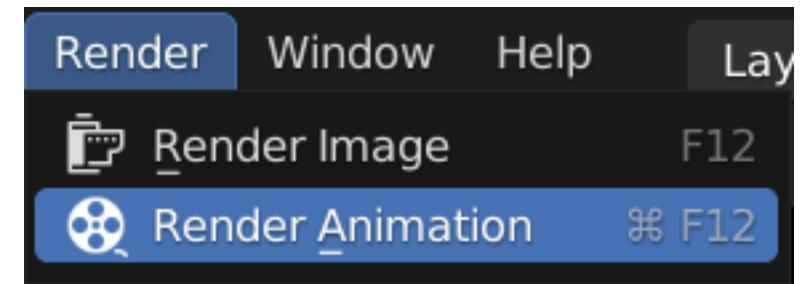 Render Window Help Lay
Render Image F12
Render Animation ⌘ F12